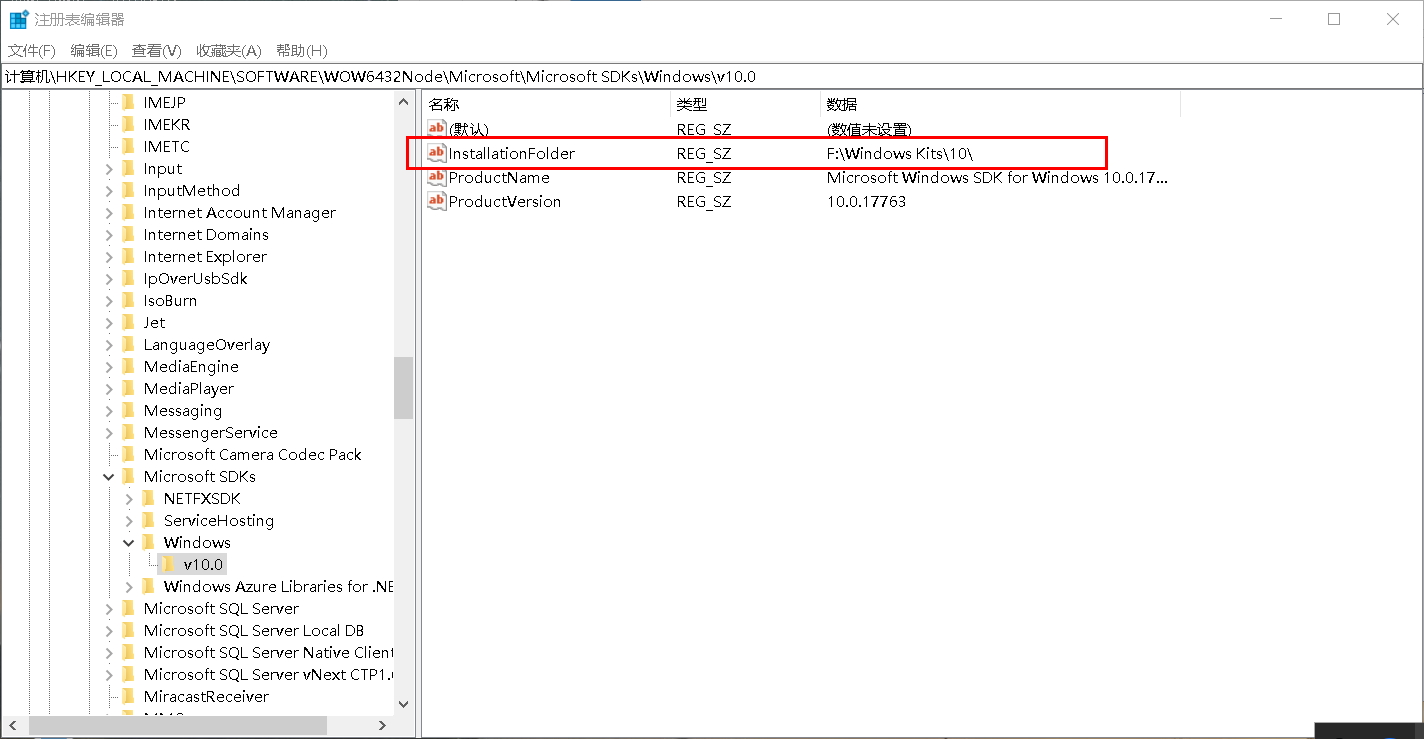 注册表编辑器
文件(F) 编辑(E) 查看(V) 收藏夹(A) 帮助(H)
计算机\HKEY_LOCAL_MACHINE\SOFTWARE\WOW6432Node\Microsoft\Microsoft SDKs\Windows\v10.0
IMEJP
IMEKR
IMETC
Input
InputMethod
Internet Account Manager
Internet Domains
Internet Explorer
IpOverUsbSdk
IsoBurn
Jet
LanguageOverlay
MediaEngine
MediaPlayer
Messaging
MessengerService
Microsoft Camera Codec Pack
Microsoft SDKs
NETFXSDK
ServiceHosting
Windows
v10.0
Windows Azure Libraries for .NE
Microsoft SQL Server
Microsoft SQL Server Local DB
Microsoft SQL Server Native Client
Microsoft SQL Server vNext CTP1.
MiracastReceiver
名称 类型 数据
ab (默认) REG_SZ (数值未设置)
ab InstallationFolder REG_SZ F:\Windows Kits\10\
ab ProductName REG_SZ Microsoft Windows SDK for Windows 10.0.17...
ab ProductVersion REG_SZ 10.0.17763